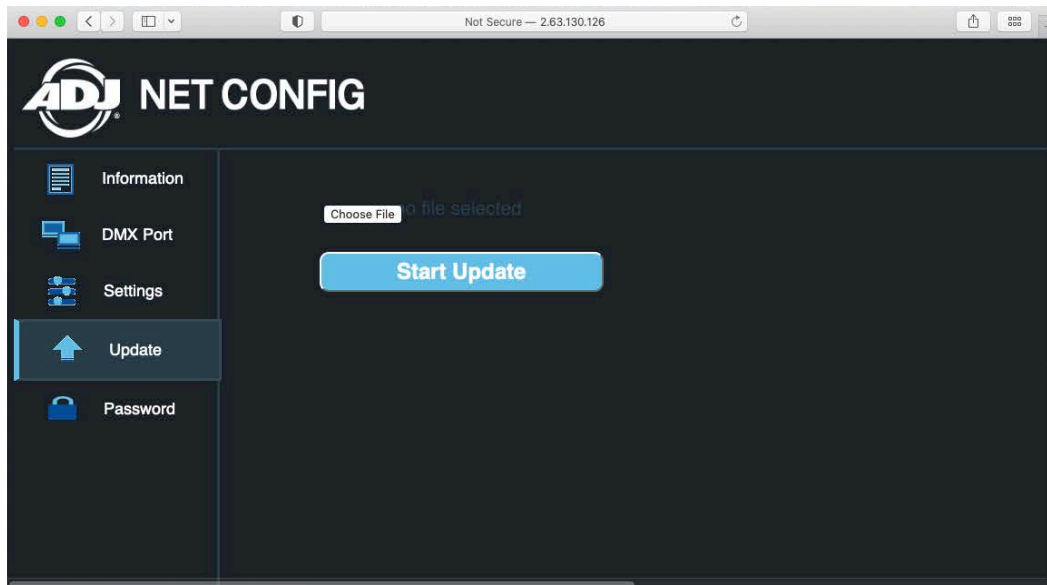 Not Secure — 2.63.130.126
ADJ NET CONFIG
Information
DMX Port
Settings
Update
Password
Choose File no file selected
Start Update